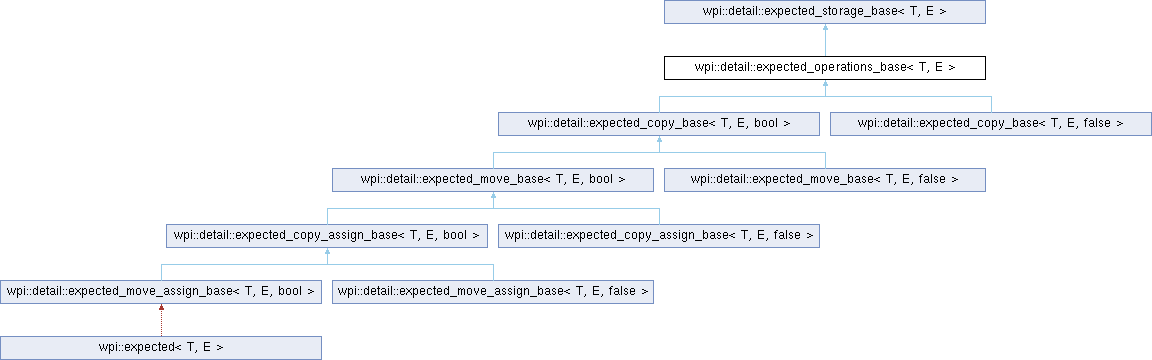 wpi::detail::expected_storage_base< T, E >
wpi::detail::expected_operations_base< T, E >
wpi::detail::expected_copy_base< T, E, bool >
wpi::detail::expected_copy_base< T, E, false >
wpi::detail::expected_move_base< T, E, bool >
wpi::detail::expected_move_base< T, E, false >
wpi::detail::expected_copy_assign_base< T, E, bool >
wpi::detail::expected_copy_assign_base< T, E, false >
wpi::detail::expected_move_assign_base< T, E, bool >
wpi::detail::expected_move_assign_base< T, E, false >
wpi::expected< T, E >